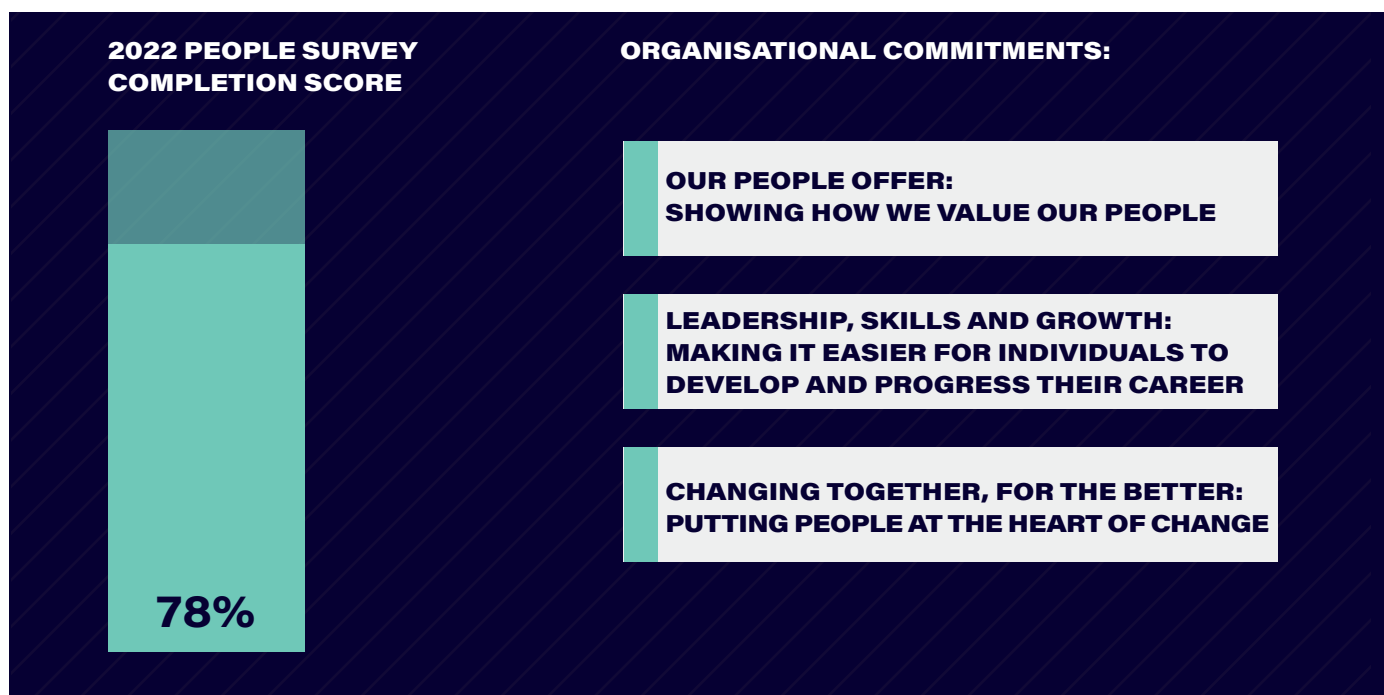 2022 PEOPLE SURVEY
COMPLETION SCORE
78%
ORGANISATIONAL COMMITMENTS:
OUR PEOPLE OFFER:
SHOWING HOW WE VALUE OUR PEOPLE
LEADERSHIP, SKILLS AND GROWTH:
MAKING IT EASIER FOR INDIVIDUALS TO
DEVELOP AND PROGRESS THEIR CAREER
CHANGING TOGETHER, FOR THE BETTER:
PUTTING PEOPLE AT THE HEART OF CHANGE